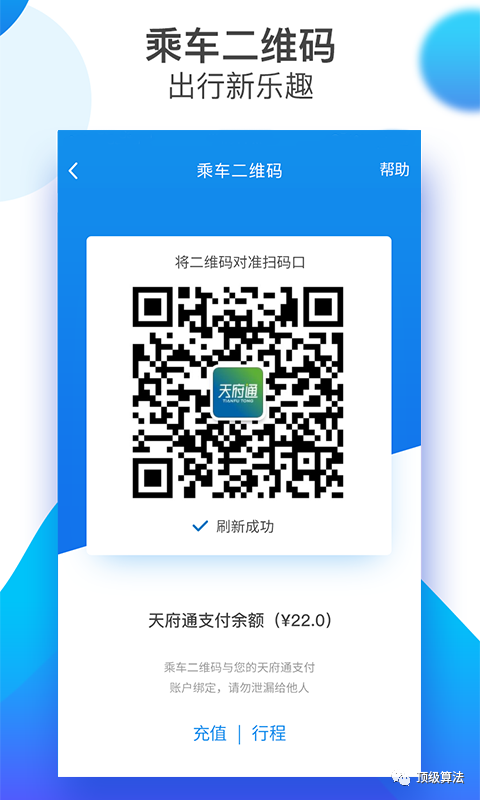 乘车二维码
出行新乐趣
乘车二维码
帮助
将二维码对准扫码口
天府通
TIANFU TONG
刷新成功
天府通支付余额（¥22.0）
乘车二维码与您的天府通支付
账户绑定，请勿泄漏给他人
充值 | 行程
顶级算法